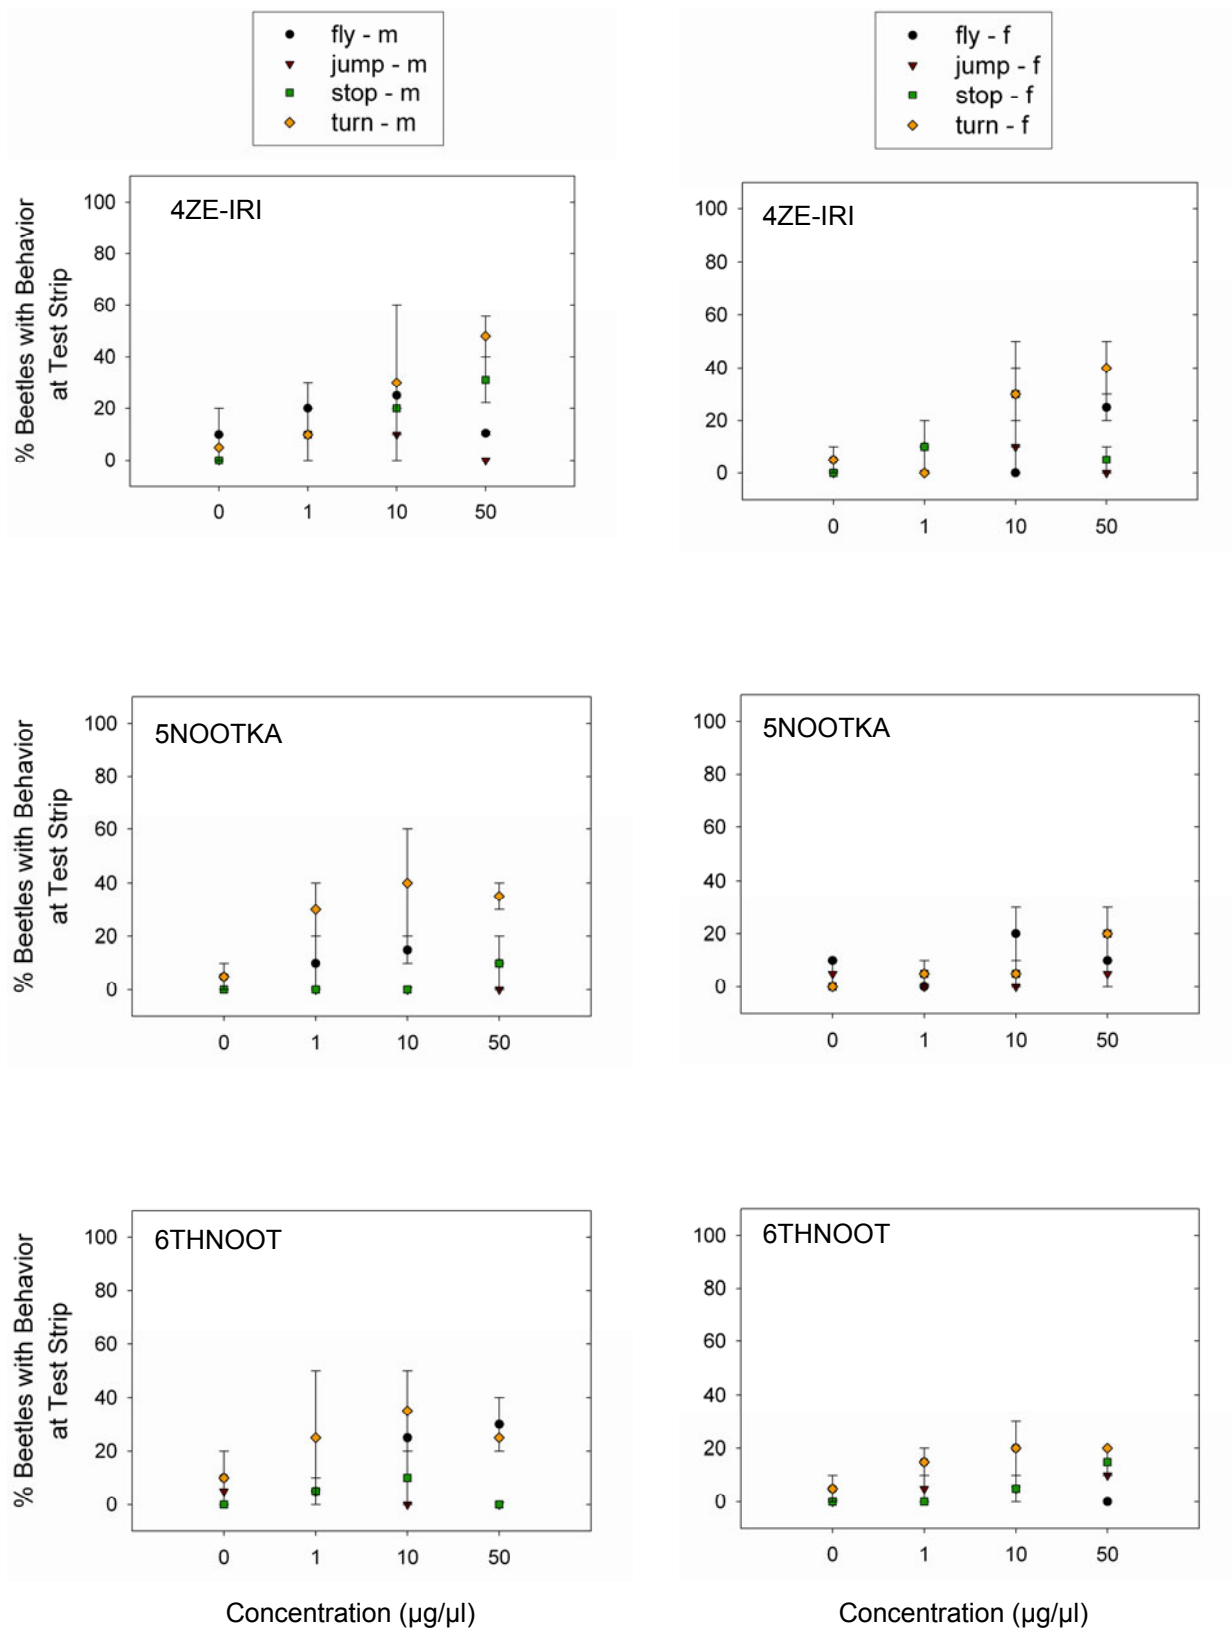 fly - m
jump - m
stop - m
turn - m
fly - f
jump - f
stop - f
turn - f
% Beetles with Behavior
at Test Strip
4ZE-IRI
100
80
60
40
20
0
0 1 10 50
4ZE-IRI
100
80
60
40
20
0
0 1 10 50
% Beetles with Behavior
at Test Strip
5NOOTKA
100
80
60
40
20
0
0 1 10 50
5NOOTKA
100
80
60
40
20
0
0 1 10 50
% Beetles with Behavior
at Test Strip
6THNOOT
100
80
60
40
20
0
0 1 10 50
Concentration (µg/µl)
6THNOOT
100
80
60
40
20
0
0 1 10 50
Concentration (µg/µl)